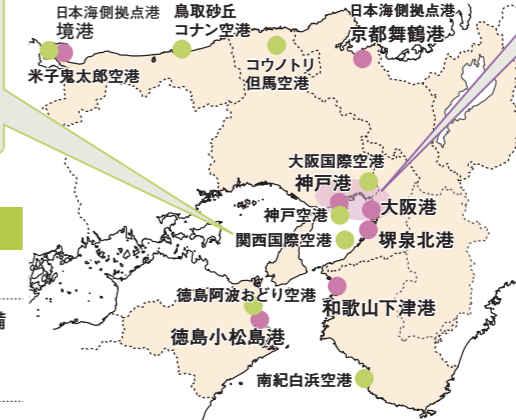 日本海側拠点港
境港
米子鬼太郎空港
鳥取砂丘
コナン空港
コウノトリ
但馬空港
日本海側拠点港
京都舞鶴港
大阪国際空港
神戸港
神戸空港
大阪港
関西国際空港
堺泉北港
徳島阿波おどり空港
和歌山下津港
徳島小松島港
南紀白浜空港
備